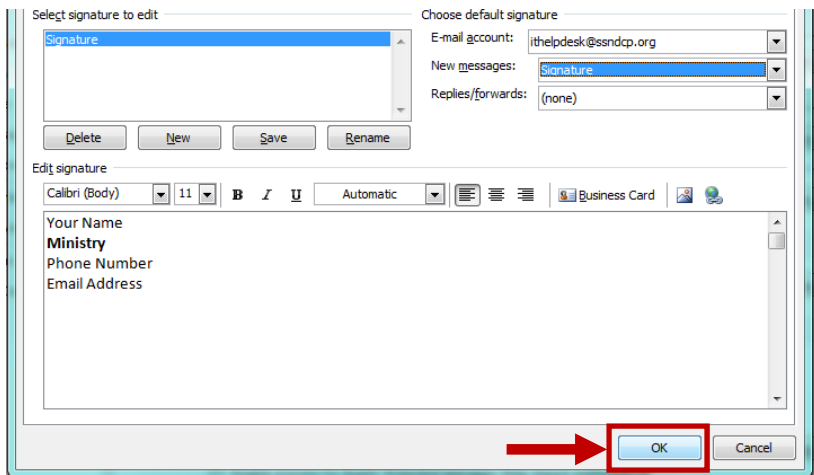 Select signature to edit
Choose default signature
Signature
E-mail account: ithelpdesk@ssndcp.org
New messages: Signature
Replies/forwards: (none)
Delete New Save Rename
Edit signature
Calibri (Body) 11 B I U Automatic Business Card
Your Name
Ministry
Phone Number
Email Address
OK Cancel